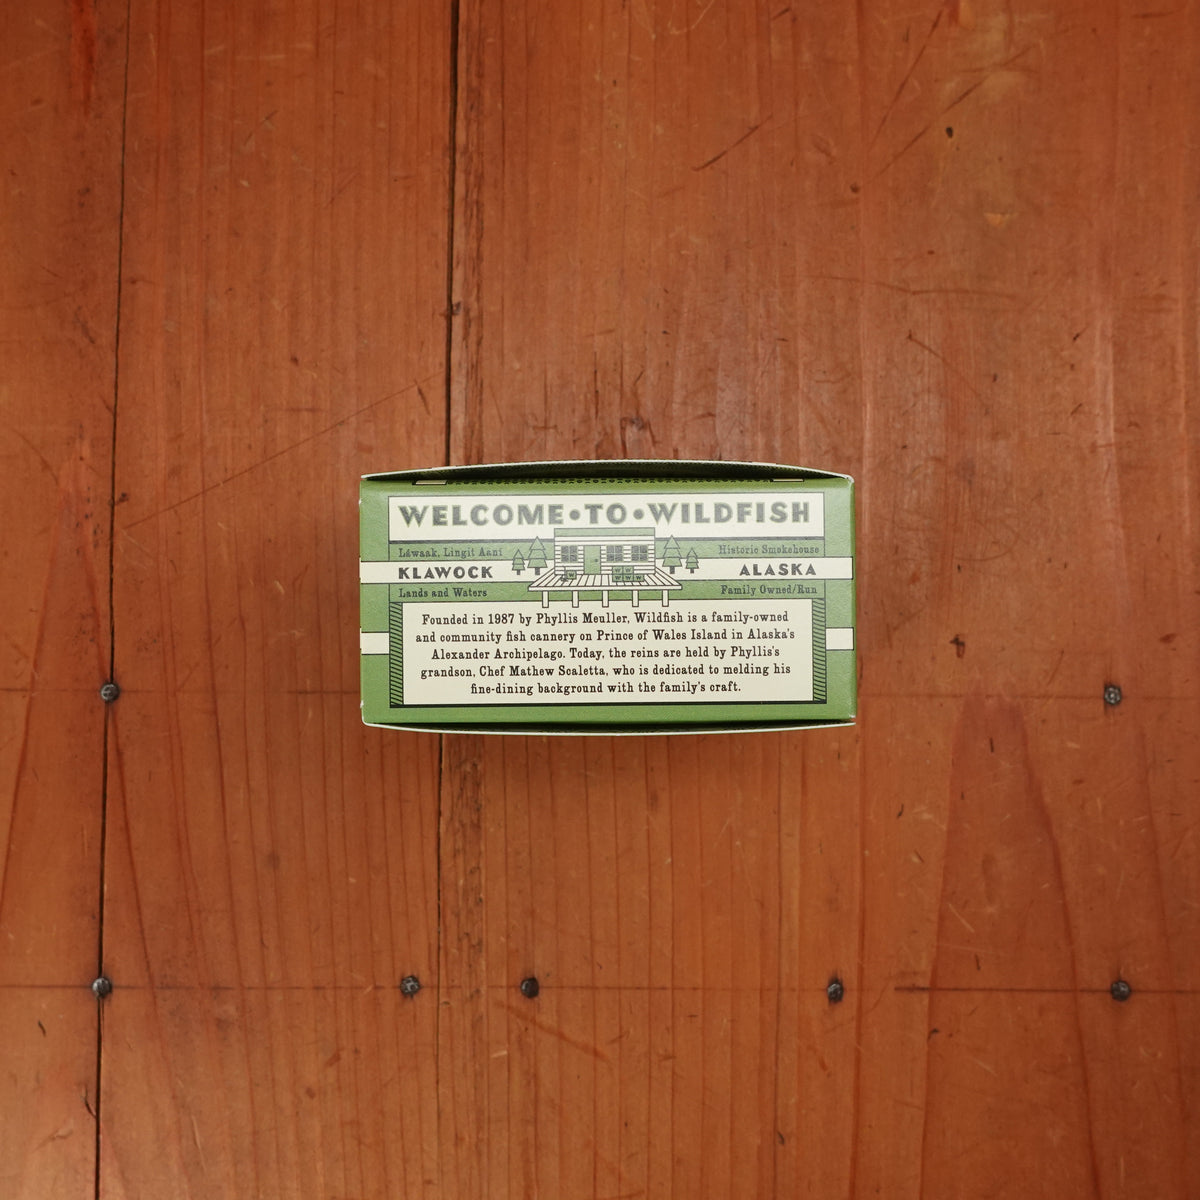 WELCOME•TO•WILDFISH
Láwaak, Lingit Aaní
Historic Smokehouse
KLAWOCK
ALASKA
Lands and Waters
Family Owned/Run
Founded in 1987 by Phyllis Meuller, Wildfish is a family-owned
and community fish cannery on Prince of Wales Island in Alaska's
Alexander Archipelago. Today, the reins are held by Phyllis's
grandson, Chef Mathew Scaletta, who is dedicated to melding his
fine-dining background with the family's craft.